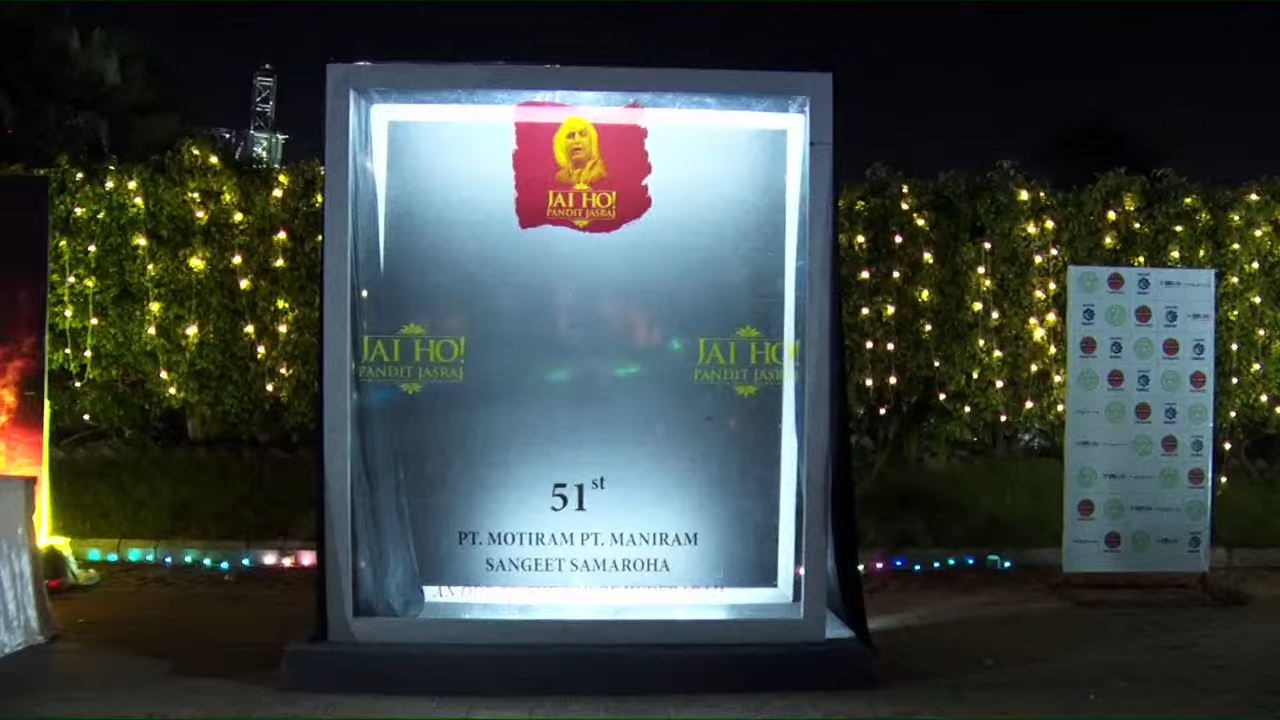 JAI HO!
PANDIT JASRAJ
JAI HO!
PANDIT JASRAJ
JAI HO!
PANDIT JASRAJ
51st
PT. MOTIRAM PT. MANIRAM
SANGEET SAMAROHA